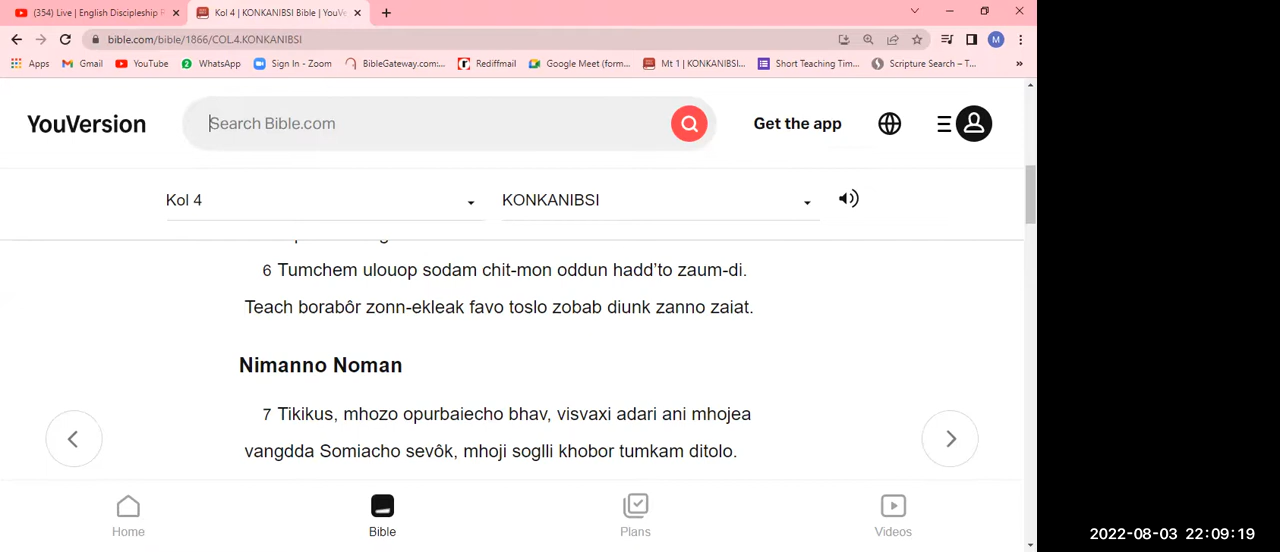 (354) Live | English Discipleship P
Kol 4 | KONKANIBSI Bible | YouVe
bible.com/bible/1866/COL.4.KONKANIBSI
M
Apps
Gmail
YouTube
2 WhatsApp
Sign In - Zoom
BibleGateway.com:...
Rediffmail
Google Meet (form...
Mt 1 | KONKANIBSI...
Short Teaching Tim...
Scripture Search – T...
»
YouVersion
Search Bible.com
Get the app
Kol 4
KONKANIBSI
6 Tumchem ulouop sodam chit-mon oddun hadd’to zaum-di.
Teach borabôr zonn-ekleak favo toslo zobab diunk zanno zaiat.
Nimanno Noman
7 Tikikus, mhozo opurbaiecho bhav, visvaxi adari ani mhojea
vangdda Somiacho sevôk, mhoji soglli khobor tumkam ditolo.
Home
Bible
Plans
Videos
2022-08-03 22:09:19